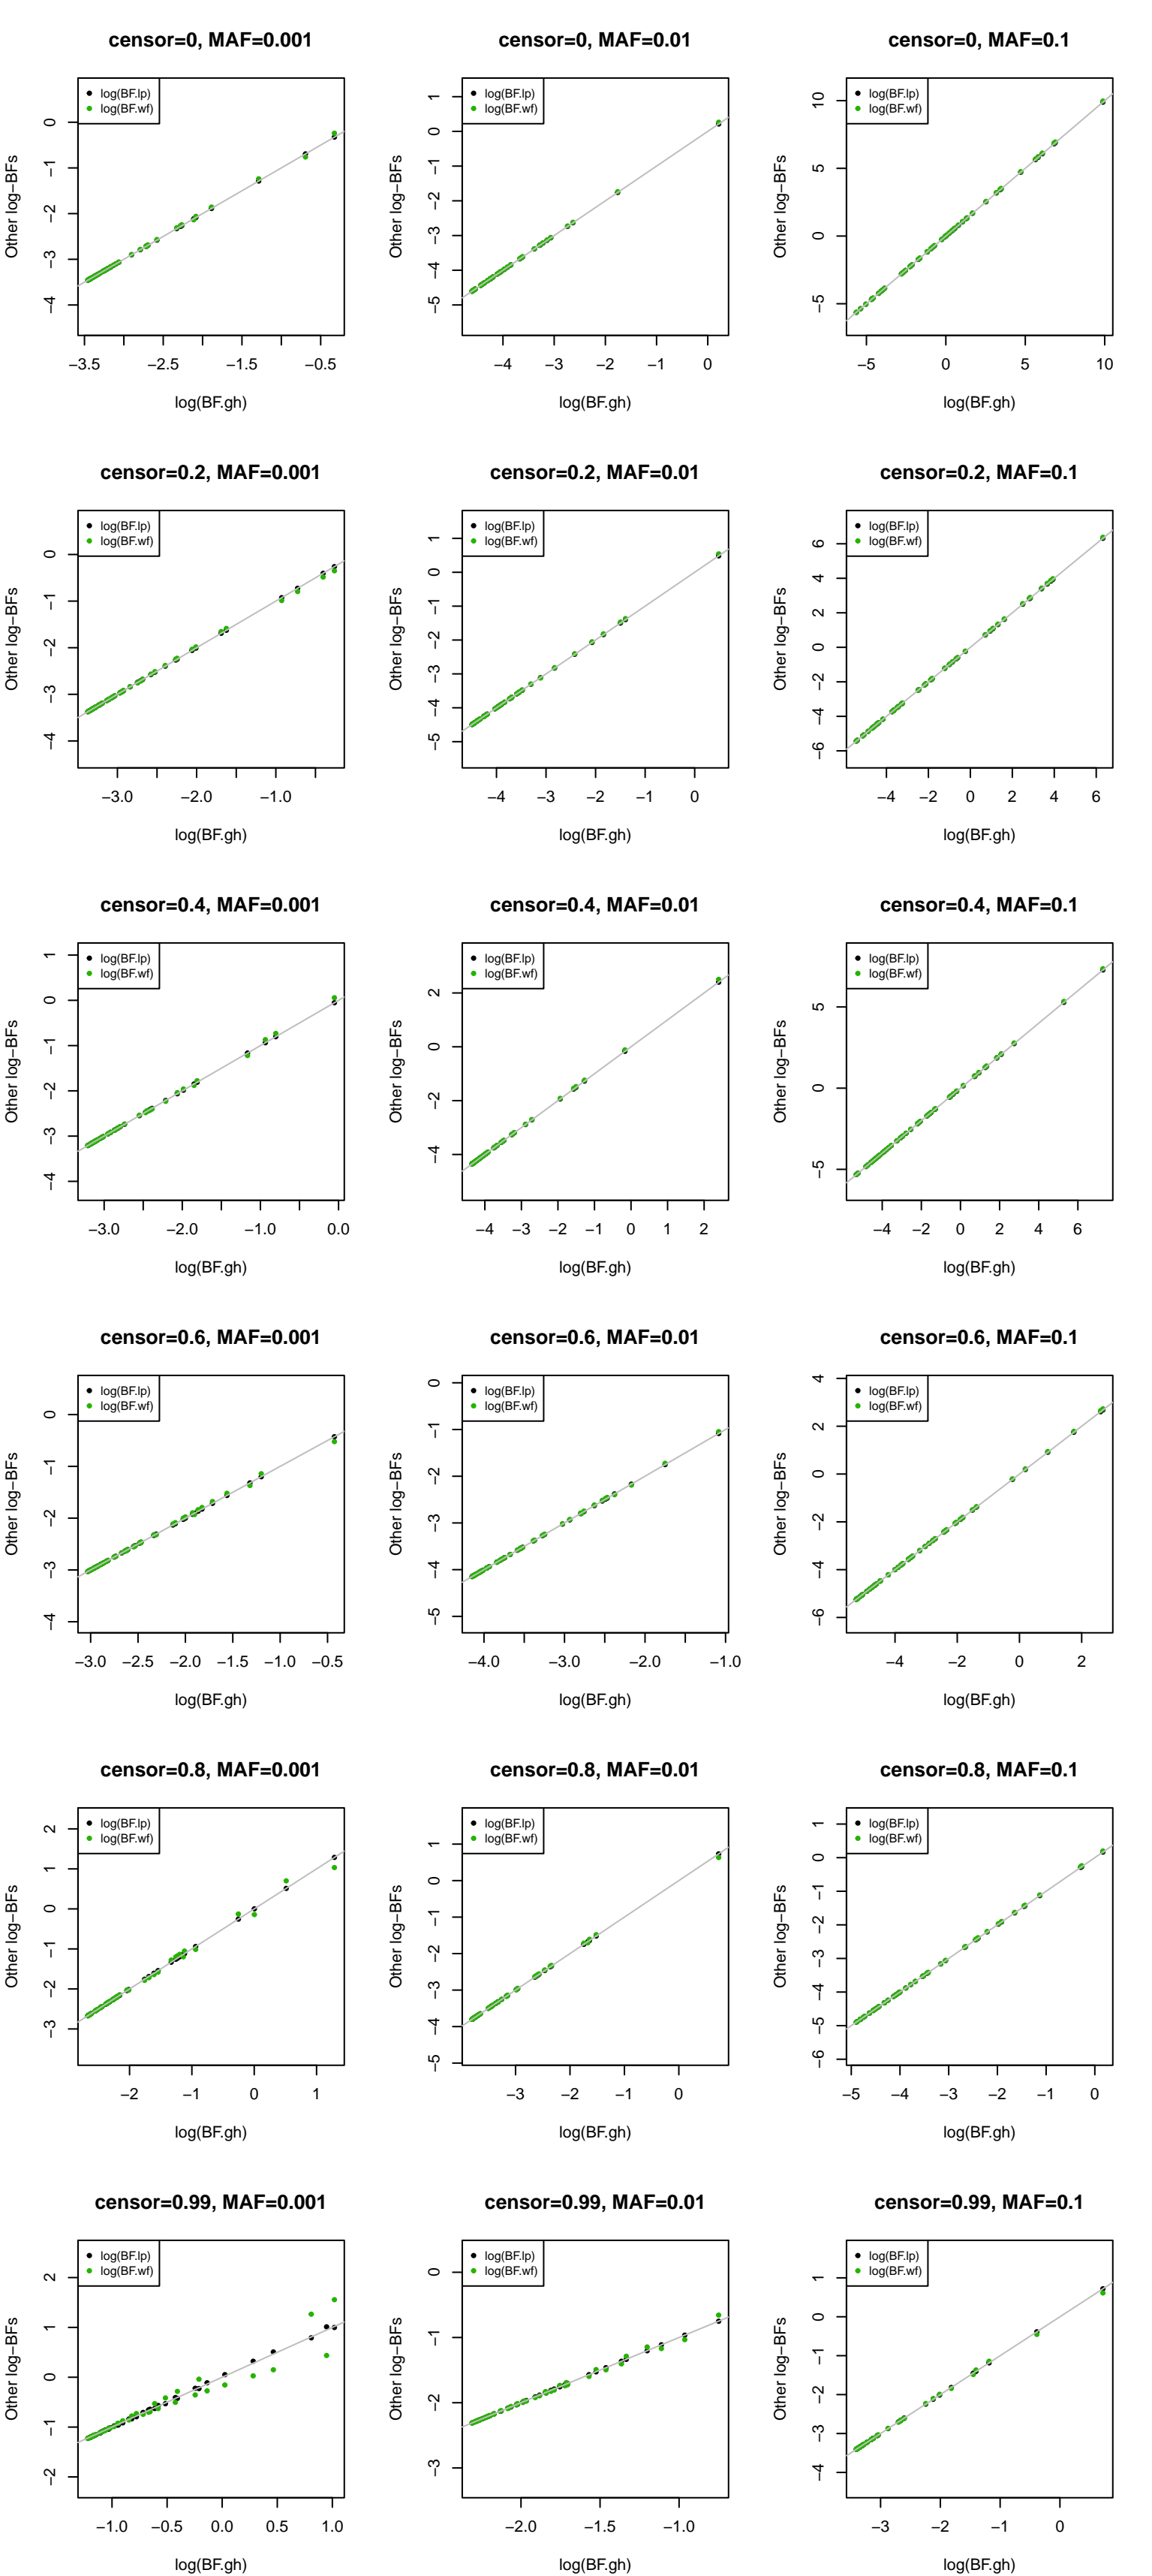 censor=0, MAF=0.001
log(BF.lp)
log(BF.wf)
Other log−BFs
0
−1
−2
−3
−4
−3.5 −2.5 −1.5 −0.5
log(BF.gh)
censor=0, MAF=0.01
log(BF.lp)
log(BF.wf)
Other log−BFs
1
0
−1
−2
−3
−4
−5
−4 −3 −2 −1 0
log(BF.gh)
censor=0, MAF=0.1
log(BF.lp)
log(BF.wf)
Other log−BFs
10
5
0
−5
−5 0 5 10
log(BF.gh)
censor=0.2, MAF=0.001
log(BF.lp)
log(BF.wf)
Other log−BFs
0
−1
−2
−3
−4
−3.0 −2.0 −1.0
log(BF.gh)
censor=0.2, MAF=0.01
log(BF.lp)
log(BF.wf)
Other log−BFs
1
0
−1
−2
−3
−4
−5
−4 −3 −2 −1 0
log(BF.gh)
censor=0.2, MAF=0.1
log(BF.lp)
log(BF.wf)
Other log−BFs
6
4
2
0
−2
−4
−6
−4 −2 0 2 4 6
log(BF.gh)
censor=0.4, MAF=0.001
log(BF.lp)
log(BF.wf)
Other log−BFs
1
0
−1
−2
−3
−4
−3.0 −2.0 −1.0 0.0
log(BF.gh)
censor=0.4, MAF=0.01
log(BF.lp)
log(BF.wf)
Other log−BFs
2
0
−2
−4
−4 −3 −2 −1 0 1 2
log(BF.gh)
censor=0.4, MAF=0.1
log(BF.lp)
log(BF.wf)
Other log−BFs
5
0
−5
−4 −2 0 2 4 6
log(BF.gh)
censor=0.6, MAF=0.001
log(BF.lp)
log(BF.wf)
Other log−BFs
0
−1
−2
−3
−4
−3.0 −2.5 −2.0 −1.5 −1.0 −0.5
log(BF.gh)
censor=0.6, MAF=0.01
log(BF.lp)
log(BF.wf)
Other log−BFs
0
−1
−2
−3
−4
−5
−4.0 −3.0 −2.0 −1.0
log(BF.gh)
censor=0.6, MAF=0.1
log(BF.lp)
log(BF.wf)
Other log−BFs
4
2
0
−2
−4
−6
−4 −2 0 2
log(BF.gh)
censor=0.8, MAF=0.001
log(BF.lp)
log(BF.wf)
Other log−BFs
2
1
0
−1
−2
−3
−2 −1 0 1
log(BF.gh)
censor=0.8, MAF=0.01
log(BF.lp)
log(BF.wf)
Other log−BFs
1
0
−1
−2
−3
−4
−5
−3 −2 −1 0
log(BF.gh)
censor=0.8, MAF=0.1
log(BF.lp)
log(BF.wf)
Other log−BFs
1
0
−1
−2
−3
−4
−5
−6
−5 −4 −3 −2 −1 0
log(BF.gh)
censor=0.99, MAF=0.001
log(BF.lp)
log(BF.wf)
Other log−BFs
2
1
0
−1
−2
−1.0 −0.5 0.0 0.5 1.0
log(BF.gh)
censor=0.99, MAF=0.01
log(BF.lp)
log(BF.wf)
Other log−BFs
0
−1
−2
−3
−2.0 −1.5 −1.0
log(BF.gh)
censor=0.99, MAF=0.1
log(BF.lp)
log(BF.wf)
Other log−BFs
1
0
−1
−2
−3
−4
−3 −2 −1 0
log(BF.gh)